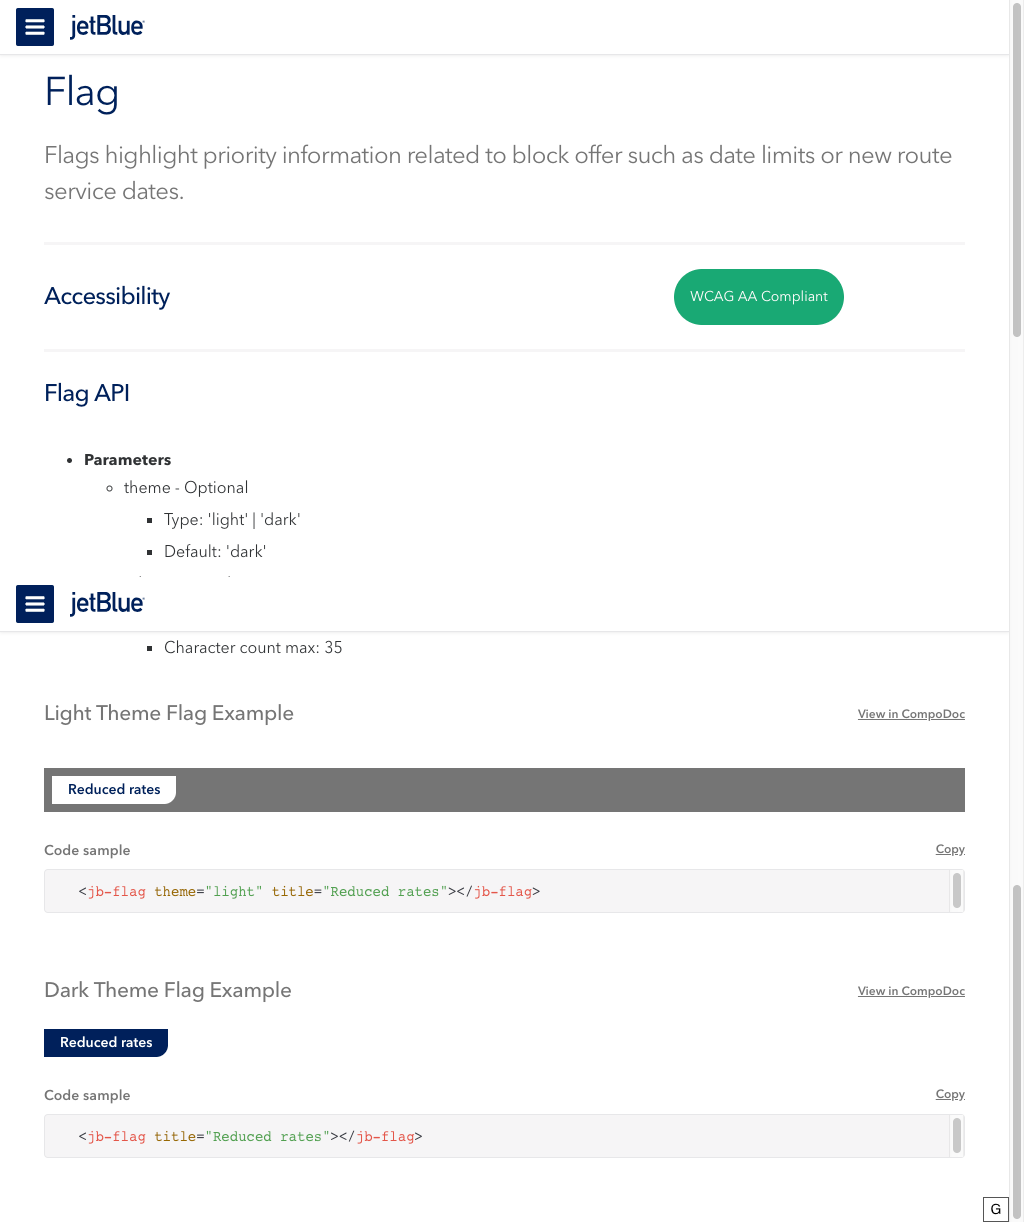 jetBlue
Flag
Flags highlight priority information related to block offer such as date limits or new route
service dates.
Accessibility
WCAG AA Compliant
Flag API
Parameters
theme - Optional
Type: 'light' | 'dark'
Default: 'dark'
jetBlue
Character count max: 35
Light Theme Flag Example
View in CompoDoc
Reduced rates
Code sample
Copy
<jb-flag theme="light" title="Reduced rates"></jb-flag>
Dark Theme Flag Example
View in CompoDoc
Reduced rates
Code sample
Copy
<jb-flag title="Reduced rates"></jb-flag>
G